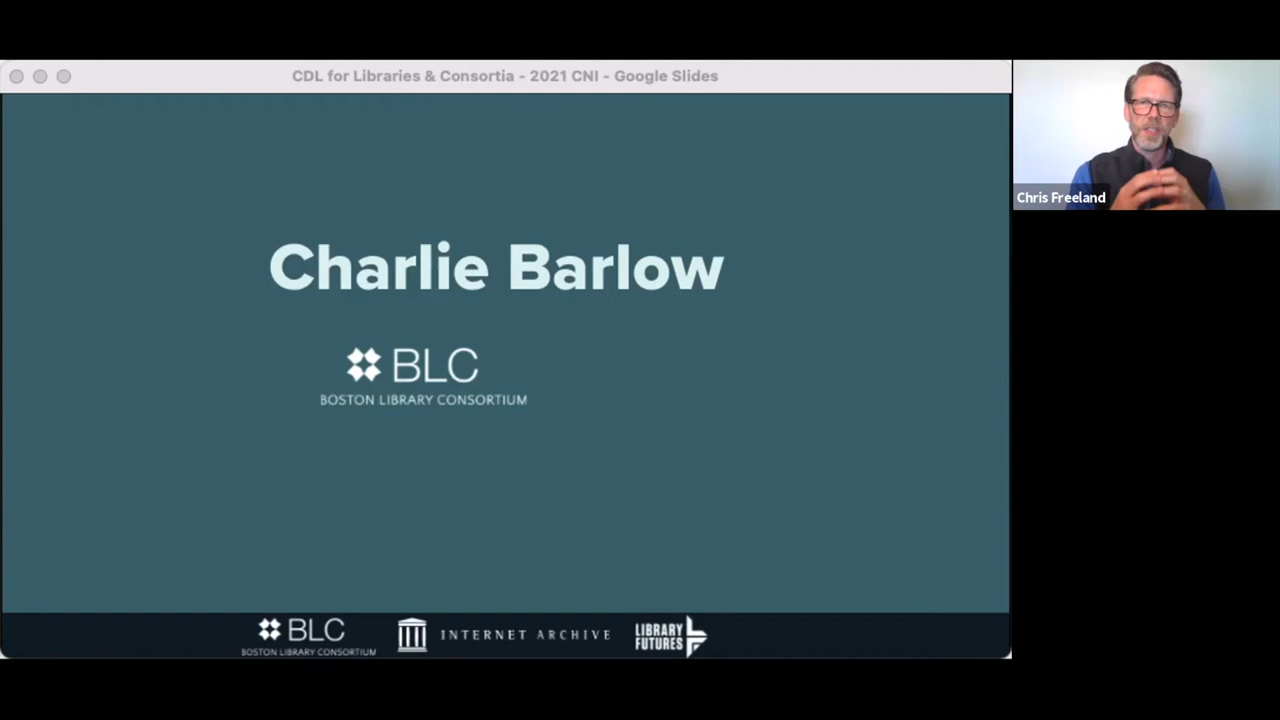 CDL for Libraries & Consortia - 2021 CNI - Google Slides
Chris Freeland
Charlie Barlow
BLC
BOSTON LIBRARY CONSORTIUM
BLC
BOSTON LIBRARY CONSORTIUM
INTERNET ARCHIVE
LIBRARY
FUTURES